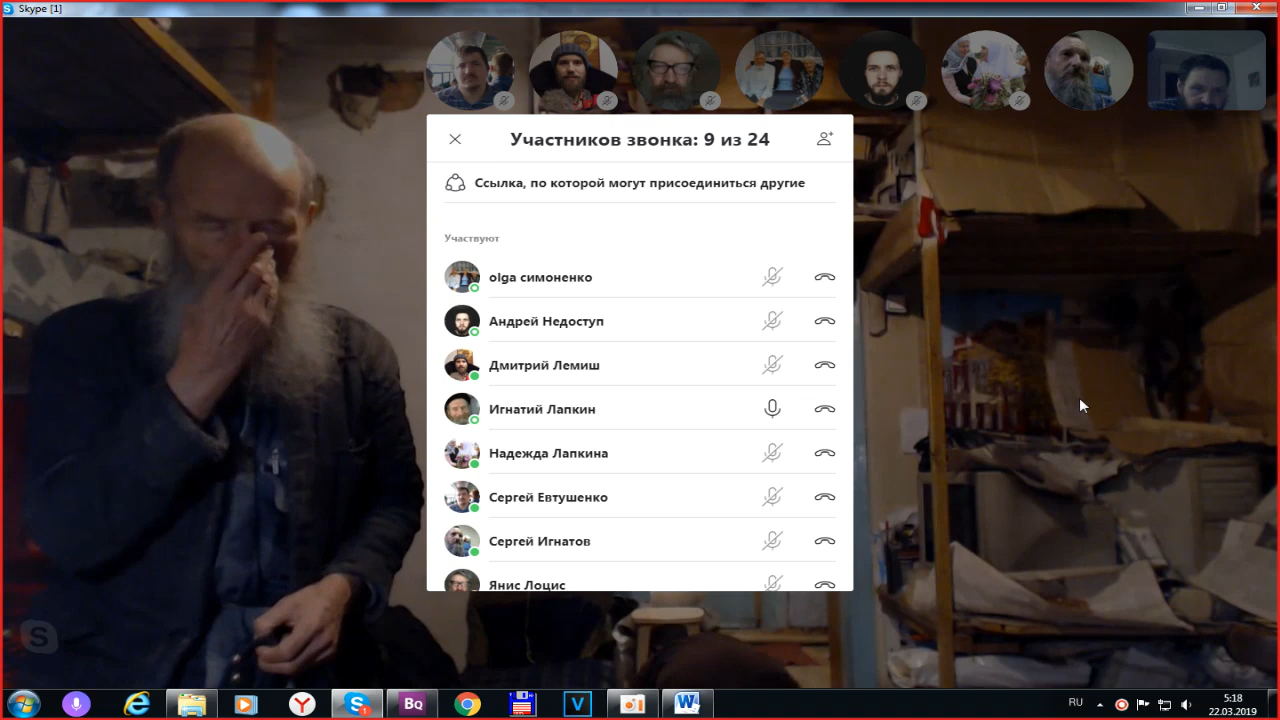 Skype [1]
Участников звонка: 9 из 24
Ссылка, по которой могут присоединиться другие
Участвуют
olga симоненко
Андрей Недоступ
Дмитрий Лемиш
Игнатий Лапкин
Надежда Лапкина
Сергей Евтушенко
Сергей Игнатов
Янис Лоцис
Bq
RU
5:18
22.03.2019